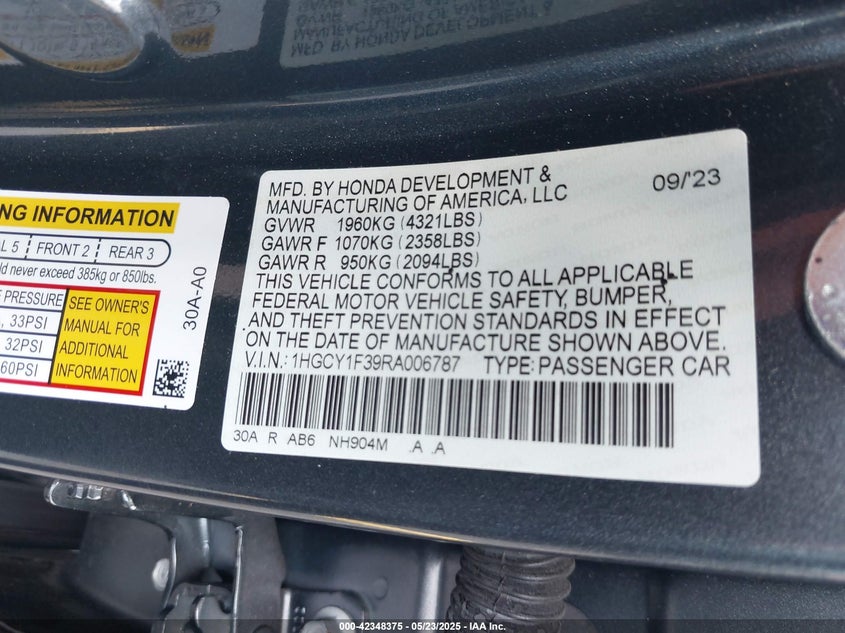 MFD. BY HONDA DEVELOPMENT &
MANUFACTURING OF AMERICA, LLC
09/'23
GVWR 1960KG (4321LBS)
GAWR F 1070KG (2358LBS)
GAWR R 950KG (2094LBS)
THIS VEHICLE CONFORMS TO ALL APPLICABLE
FEDERAL MOTOR VEHICLE SAFETY, BUMPER,
AND THEFT PREVENTION STANDARDS IN EFFECT
ON THE DATE OF MANUFACTURE SHOWN ABOVE.
V.I.N.: 1HGCY1F39RA006787 TYPE: PASSENGER CAR
30A R AB6 NH904M .A .A
INFORMATION
5 FRONT 2 REAR 3
never exceed 385kg or 850lbs.
PRESSURE
, 33PSI
32PSI
60PSI
SEE OWNER'S
MANUAL FOR
ADDITIONAL
INFORMATION
30A-A0
000-42348375 - 05/23/2025 - IAA Inc.